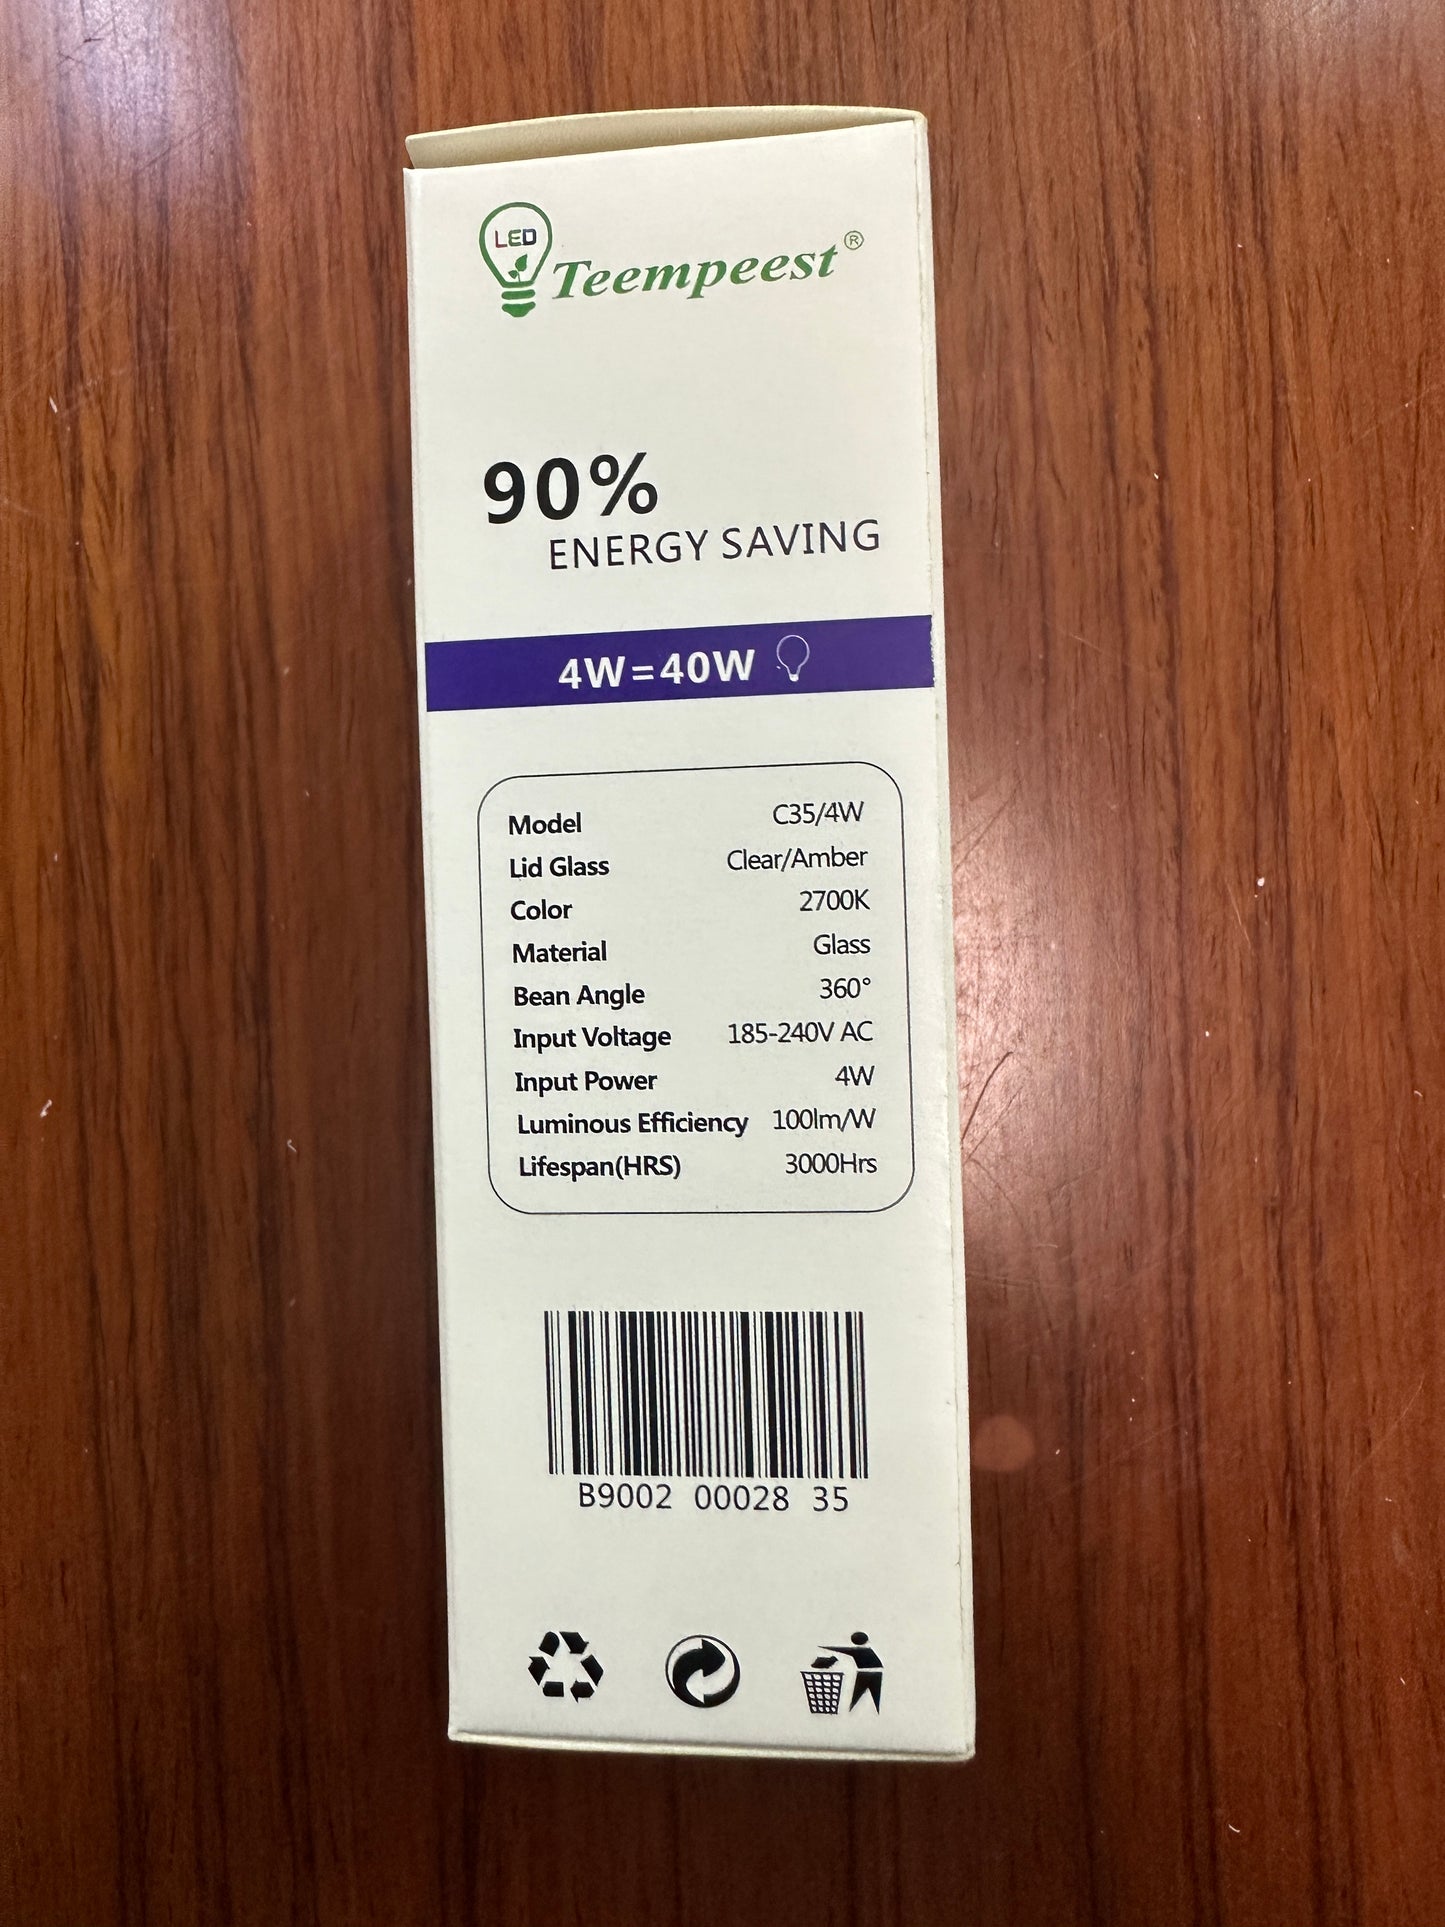 LED
Teempeest®
90%
ENERGY SAVING
4W=40W
Model C35/4W
Lid Glass Clear/Amber
Color 2700K
Material Glass
Bean Angle 360°
Input Voltage 185-240V AC
Input Power 4W
Luminous Efficiency 100lm/W
Lifespan(HRS) 3000Hrs
B9002 00028 35